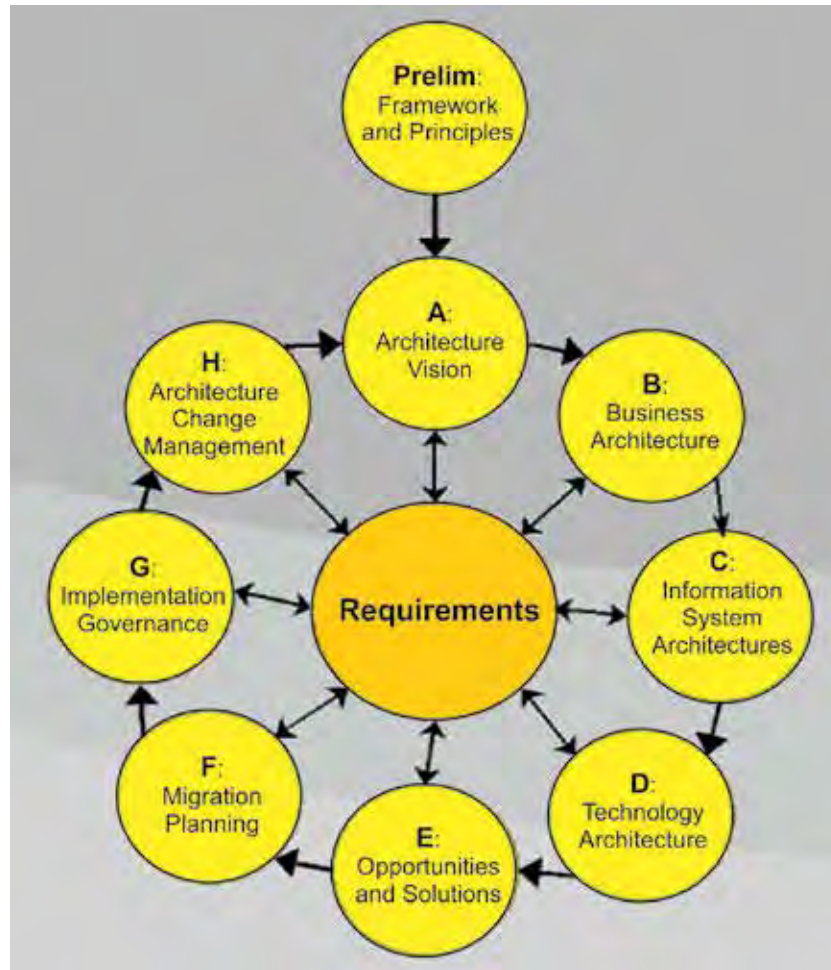 Prelim:
Framework
and Principles
A:
Architecture
Vision
B:
Business
Architecture
C:
Information
System
Architectures
D:
Technology
Architecture
E:
Opportunities
and Solutions
F:
Migration
Planning
G:
Implementation
Governance
H:
Architecture
Change
Management
Requirements